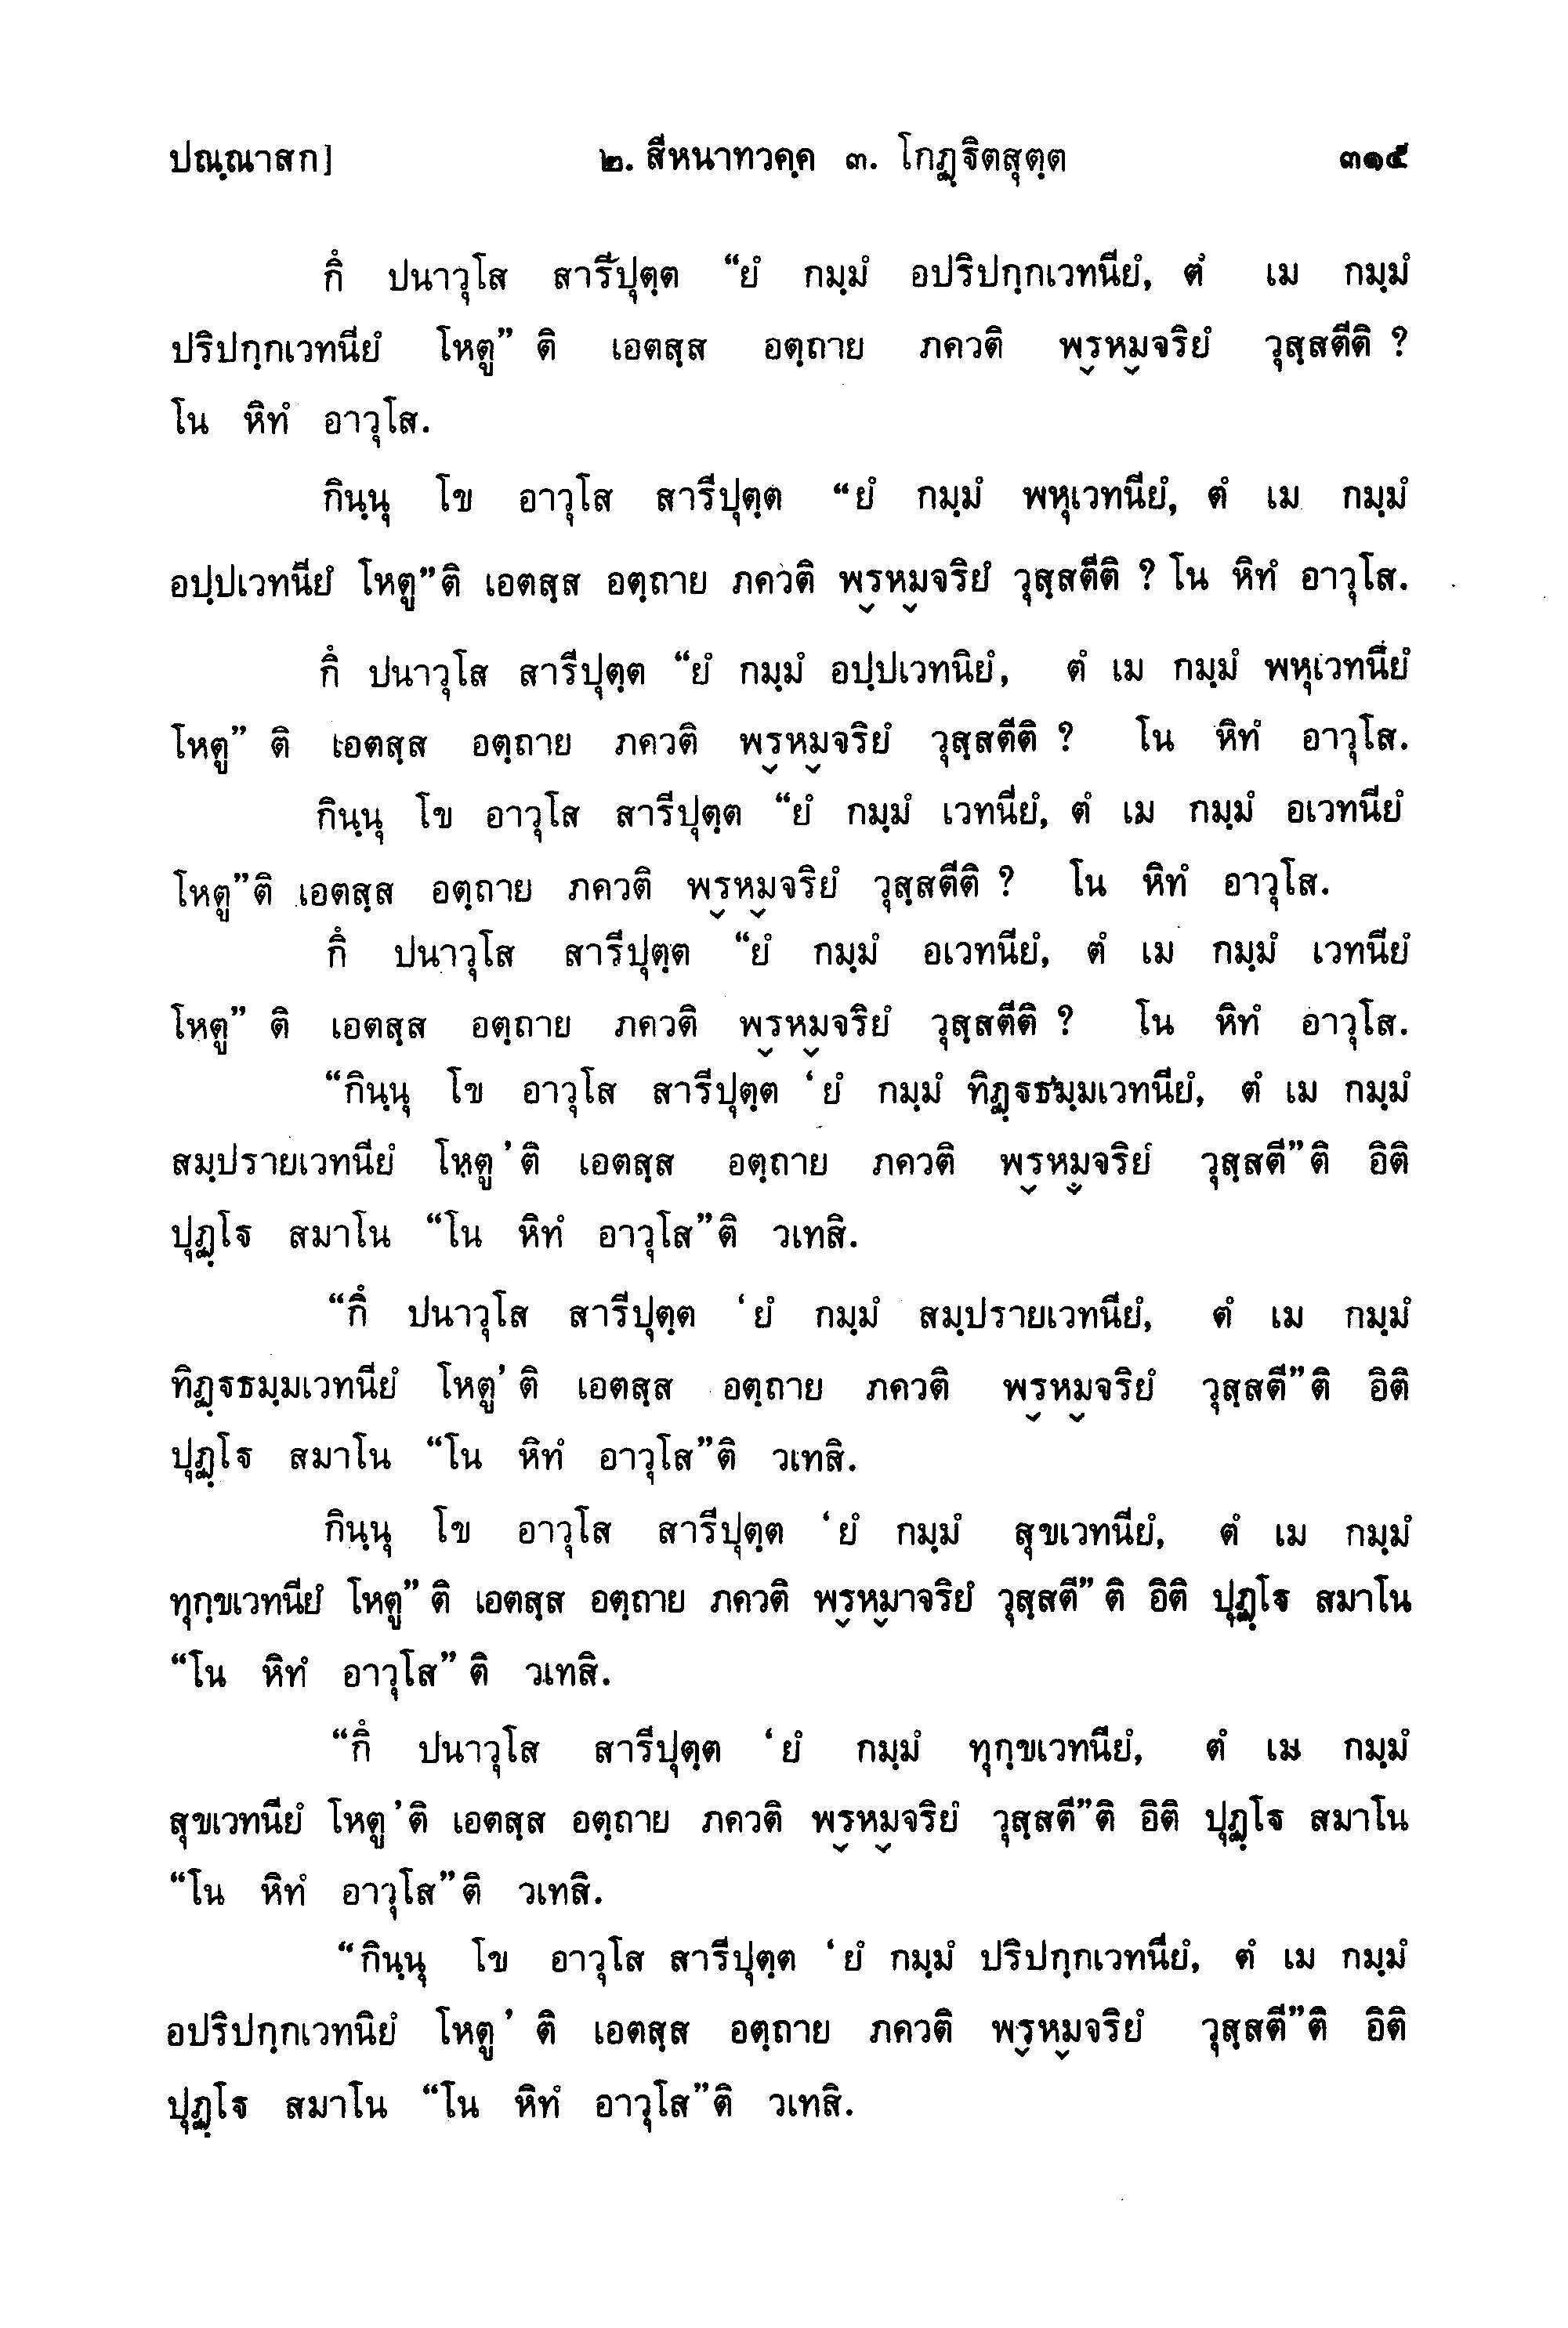 ปณฺณาสก] ๒. สีหนาทวคฺค ๓. โกฏฺฐิตสุตฺต ๓๑๕
กึ ปนาวุโส สารีปุตฺต “ยํ กมฺมํ อปริปกฺกเวทนียํ, ตํ เม กมฺมํ
ปริปกฺกเวทนียํ โหตู” ติ เอตสฺส อตฺถาย ภควติ พฺรหฺมจริยํ วุสฺสตีติ ?
โน หิทํ อาวุโส.
กินฺนุ โข อาวุโส สารีปุตฺต “ยํ กมฺมํ พหุเวทนียํ, ตํ เม กมฺมํ
อปฺปเวทนียํ โหตู”ติ เอตสฺส อตฺถาย ภควติ พฺรหฺมจริยํ วุสฺสตีติ ? โน หิทํ อาวุโส.
กึ ปนาวุโส สารีปุตฺต “ยํ กมฺมํ อปฺปเวทนิยํ, ตํ เม กมฺมํ พหุเวทนียํ
โหตู” ติ เอตสฺส อตฺถาย ภควติ พฺรหฺมจริยํ วุสฺสตีติ ? โน หิทํ อาวุโส.
กินฺนุ โข อาวุโส สารีปุตฺต “ยํ กมฺมํ เวทนียํ, ตํ เม กมฺมํ อเวทนียํ
โหตู”ติ เอตสฺส อตฺถาย ภควติ พฺรหฺมจริยํ วุสฺสตีติ ? โน หิทํ อาวุโส.
กึ ปนาวุโส สารีปุตฺต “ยํ กมฺมํ อเวทนียํ, ตํ เม กมฺมํ เวทนียํ
โหตู” ติ เอตสฺส อตฺถาย ภควติ พฺรหฺมจริยํ วุสฺสตีติ ? โน หิทํ อาวุโส.
“กินฺนุ โข อาวุโส สารีปุตฺต ‘ยํ กมฺมํ ทิฏฺฐธมฺมเวทนียํ, ตํ เม กมฺมํ
สมฺปรายเวทนียํ โหตู’ติ เอตสฺส อตฺถาย ภควติ พฺรหฺมจริยํ วุสฺสตี”ติ อิติ
ปุฏฺโฐ สมาโน “โน หิทํ อาวุโส”ติ วเทสิ.
“กึ ปนาวุโส สารีปุตฺต ‘ยํ กมฺมํ สมฺปรายเวทนียํ, ตํ เม กมฺมํ
ทิฏฺฐธมฺมเวทนียํ โหตู’ติ เอตสฺส อตฺถาย ภควติ พฺรหฺมจริยํ วุสฺสตี”ติ อิติ
ปุฏฺโฐ สมาโน “โน หิทํ อาวุโส”ติ วเทสิ.
กินฺนุ โข อาวุโส สารีปุตฺต ‘ยํ กมฺมํ สุขเวทนียํ, ตํ เม กมฺมํ
ทุกฺขเวทนียํ โหตู” ติ เอตสฺส อตฺถาย ภควติ พฺรหฺมาจริยํ วุสฺสตี” ติ อิติ ปุฏฺโฐ สมาโน
“โน หิทํ อาวุโส” ติ วเทสิ.
“กึ ปนาวุโส สารีปุตฺต ‘ยํ กมฺมํ ทุกฺขเวทนียํ, ตํ เม กมฺมํ
สุขเวทนียํ โหตู’ติ เอตสฺส อตฺถาย ภควติ พฺรหฺมจริยํ วุสฺสตี”ติ อิติ ปุฏฺโฐ สมาโน
“โน หิทํ อาวุโส”ติ วเทสิ.
“กินฺนุ โข อาวุโส สารีปุตฺต ‘ยํ กมฺมํ ปริปกฺกเวทนียํ, ตํ เม กมฺมํ
อปริปกฺกเวทนิยํ โหตู’ ติ เอตสฺส อตฺถาย ภควติ พฺรหฺมจริยํ วุสฺสตี”ติ อิติ
ปุฏฺโฐ สมาโน “โน หิทํ อาวุโส”ติ วเทสิ.